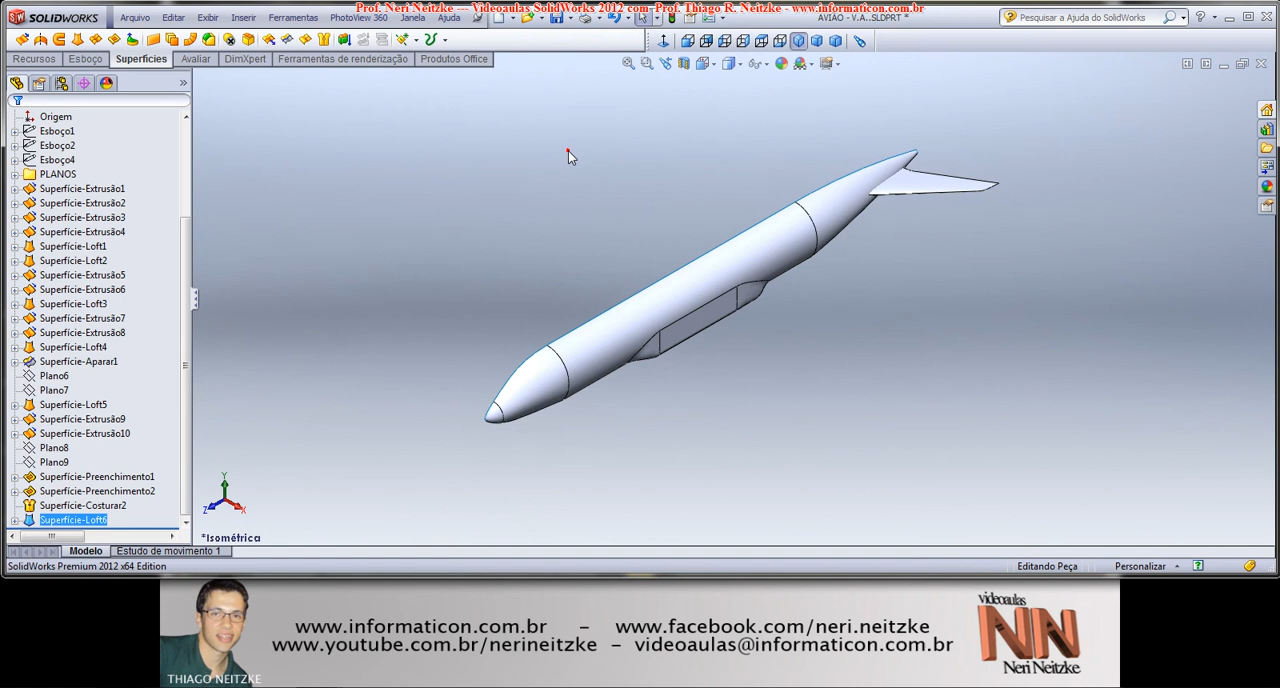 Prof. Neri Neitzke --- Videoaulas SolidWorks 2012 com Prof. Thiago R. Neitzke - www.informaticon.com.br
SOLIDWORKS
Arquivo Editar Exibir Inserir Ferramentas PhotoView 360 Janela Ajuda
AVIAO - V.A..SLDPRT *
Pesquisar a Ajuda do SolidWorks
Recursos Esboço Superfícies Avaliar DimXpert Ferramentas de renderização Produtos Office
Origem
Esboço1
Esboço2
Esboço4
PLANOS
Superfície-Extrusão1
Superfície-Extrusão2
Superfície-Extrusão3
Superfície-Extrusão4
Superfície-Loft1
Superfície-Loft2
Superfície-Extrusão5
Superfície-Extrusão6
Superfície-Loft3
Superfície-Extrusão7
Superfície-Extrusão8
Superfície-Loft4
Superfície-Aparar1
Plano6
Plano7
Superfície-Loft5
Superfície-Extrusão9
Superfície-Extrusão10
Plano8
Plano9
Superfície-Preenchimento1
Superfície-Preenchimento2
Superfície-Costurar2
Superfície-Loft6
Y
Z
X
*Isométrica
Modelo Estudo de movimento 1
SolidWorks Premium 2012 x64 Edition
Editando Peça Personalizar
www.informaticon.com.br - www.facebook.com/neri.neitzke
www.youtube.com.br/nerineitzke - videoaulas@informaticon.com.br
THIAGO NEITZKE
videoaulas
NN
Neri Neitzke